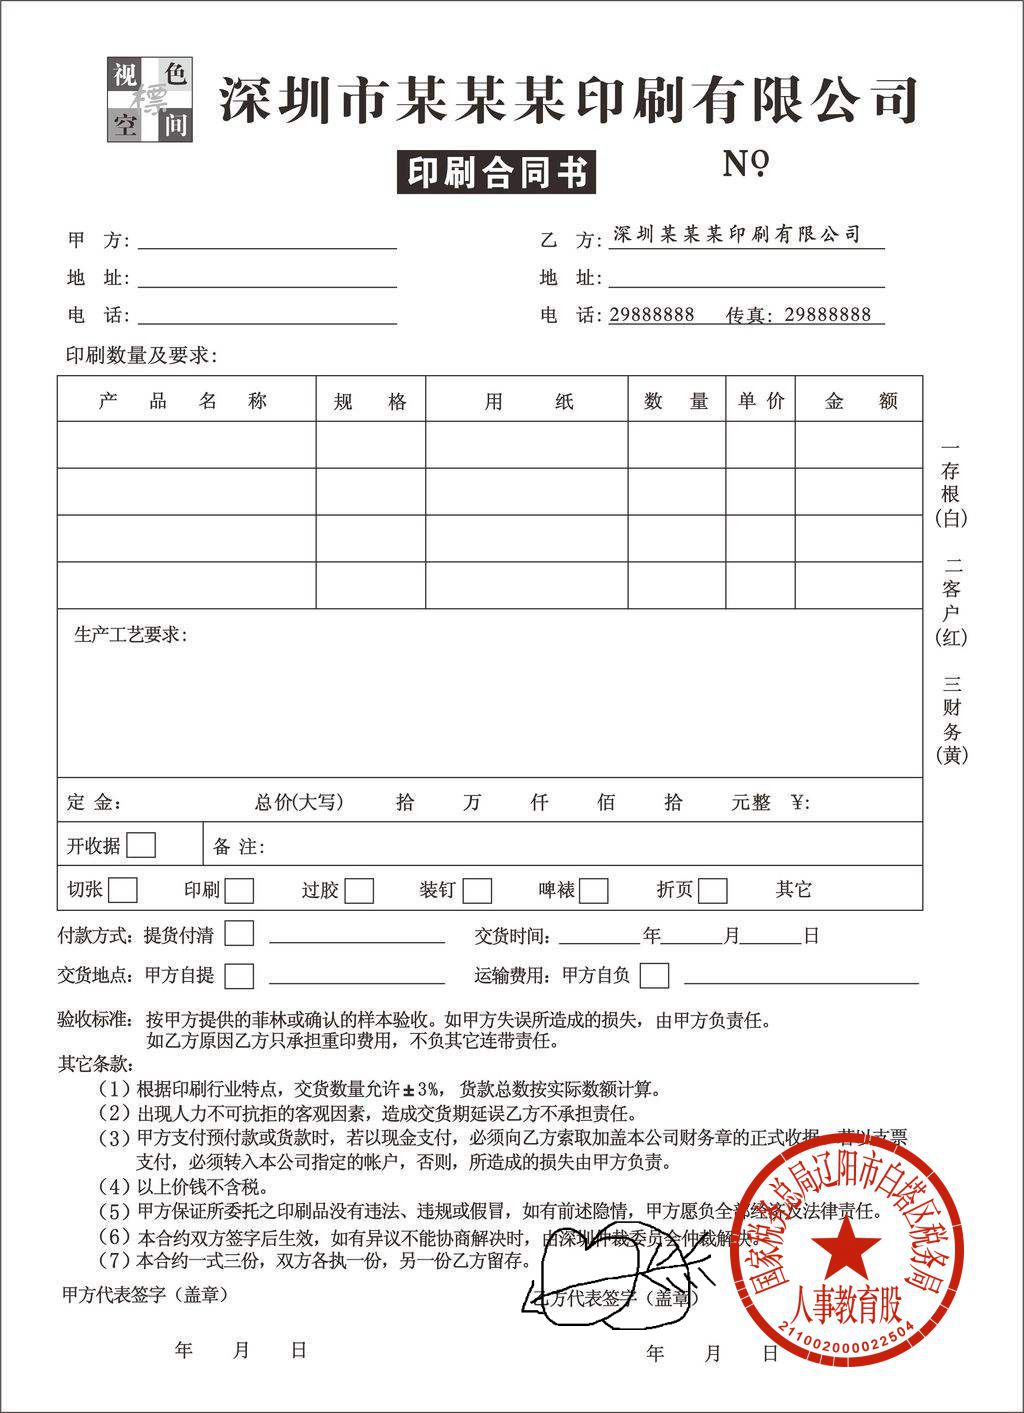 视色
標
空间
深圳市某某某印刷有限公司
印刷合同书
Nº
甲 方:
乙 方: 深圳某某某印刷有限公司
地 址:
地 址:
电 话:
电 话: 29888888 传真: 29888888
印刷数量及要求:
产品名称 规格 用纸 数量 单价 金额
一存根(白) 二客户(红) 三财务(黄)
生产工艺要求:
定金: 总价(大写) 拾 万 仟 佰 拾 元整 ¥:
开收据 备注:
切张 印刷 过胶 装钉 啤裱 折页 其它
付款方式: 提货付清 交货时间: 年 月 日
交货地点: 甲方自提 运输费用: 甲方自负
验收标准: 按甲方提供的菲林或确认的样本验收。如甲方失误所造成的损失, 由甲方负责任。
如乙方原因乙方只承担重印费用, 不负其它连带责任。
其它条款:
(1) 根据印刷行业特点, 交货数量允许±3%, 货款总数按实际数额计算。
(2) 出现人力不可抗拒的客观因素, 造成交货期延误乙方不承担责任。
(3) 甲方支付预付款或货款时, 若以现金支付, 必须向乙方索取加盖本公司财务章的正式收据, 若以支票
支付, 必须转入本公司指定的帐户, 否则, 所造成的损失由甲方负责。
(4) 以上价钱不含税。
(5) 甲方保证所委托之印刷品没有违法、违规或假冒, 如有前述隐情, 甲方愿负全部经济及法律责任。
(6) 本合约双方签字后生效, 如有异议不能协商解决时, 由深圳仲裁委员会仲裁解决。
(7) 本合约一式三份, 双方各执一份, 另一份乙方留存。
甲方代表签字（盖章）
乙方代表签字（盖章）
年 月 日
年 月 日
国家税务总局辽阳市白塔区税务局
人事教育股
211002000022504